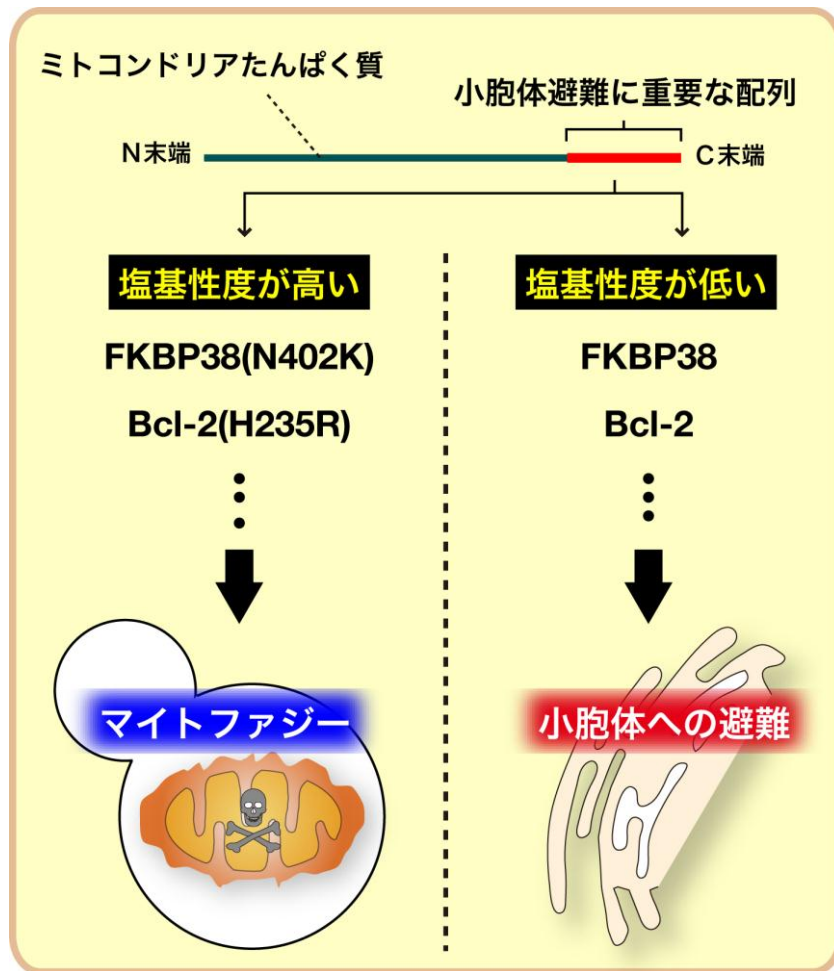 ミトコンドリアたんぱく質
小胞体避難に重要な配列
N末端
C末端
塩基性度が高い
塩基性度が低い
FKBP38(N402K)
FKBP38
Bcl-2(H235R)
Bcl-2
マイトファジー
小胞体への避難